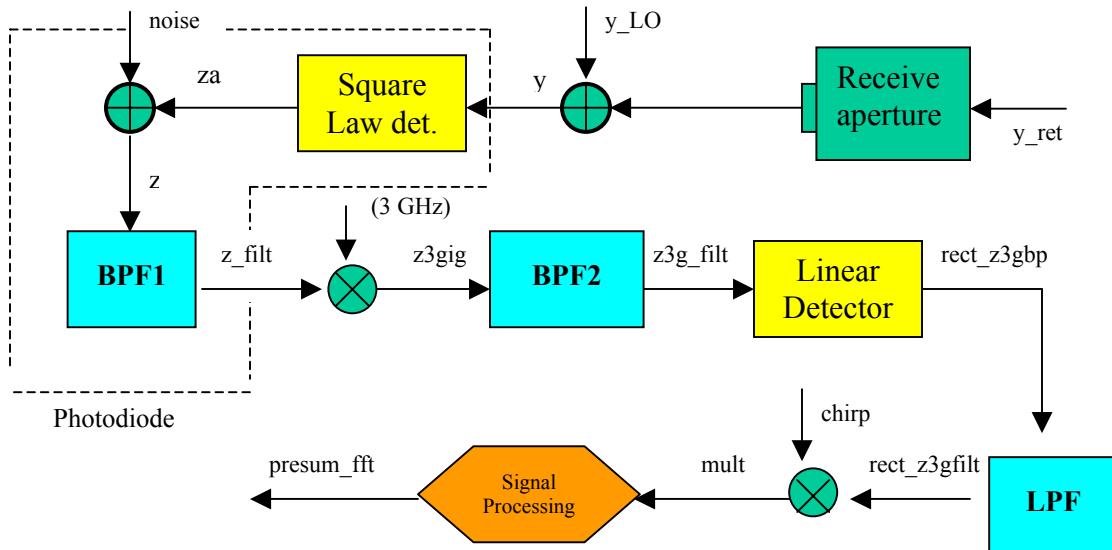 noise
y_LO
za
Square
Law det.
y
Receive
aperture
y_ret
z
(3 GHz)
BPF1
z_filt
z3gig
BPF2
z3g_filt
Linear
Detector
rect_z3gbp
Photodiode
chirp
presum_fft
Signal
Processing
mult
rect_z3gfilt
LPF